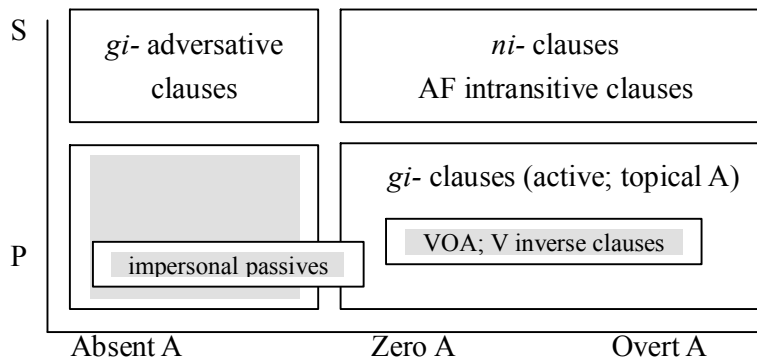 S
gi- adversative
clauses
ni- clauses
AF intransitive clauses
gi- clauses (active; topical A)
P
impersonal passives
VOA; V inverse clauses
Absent A
Zero A
Overt A